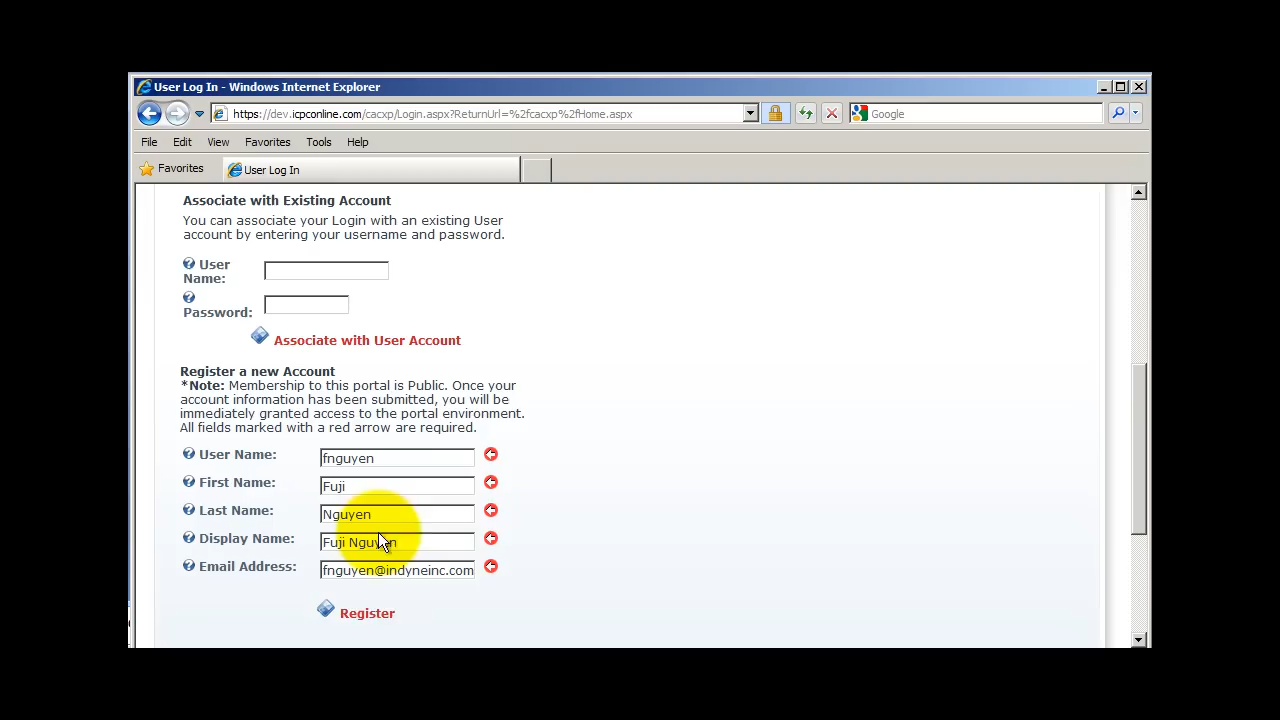 User Log In - Windows Internet Explorer
https://dev.icpconline.com/cacxp/Login.aspx?ReturnUrl=%2fcacxp%2fHome.aspx
Google
File Edit View Favorites Tools Help
Favorites
User Log In
Associate with Existing Account
You can associate your Login with an existing User
account by entering your username and password.
User
Name:
Password:
Associate with User Account
Register a new Account
*Note: Membership to this portal is Public. Once your
account information has been submitted, you will be
immediately granted access to the portal environment.
All fields marked with a red arrow are required.
User Name: fnguyen
First Name: Fuji
Last Name: Nguyen
Display Name: Fuji Nguyen
Email Address: fnguyen@indyneinc.com
Register